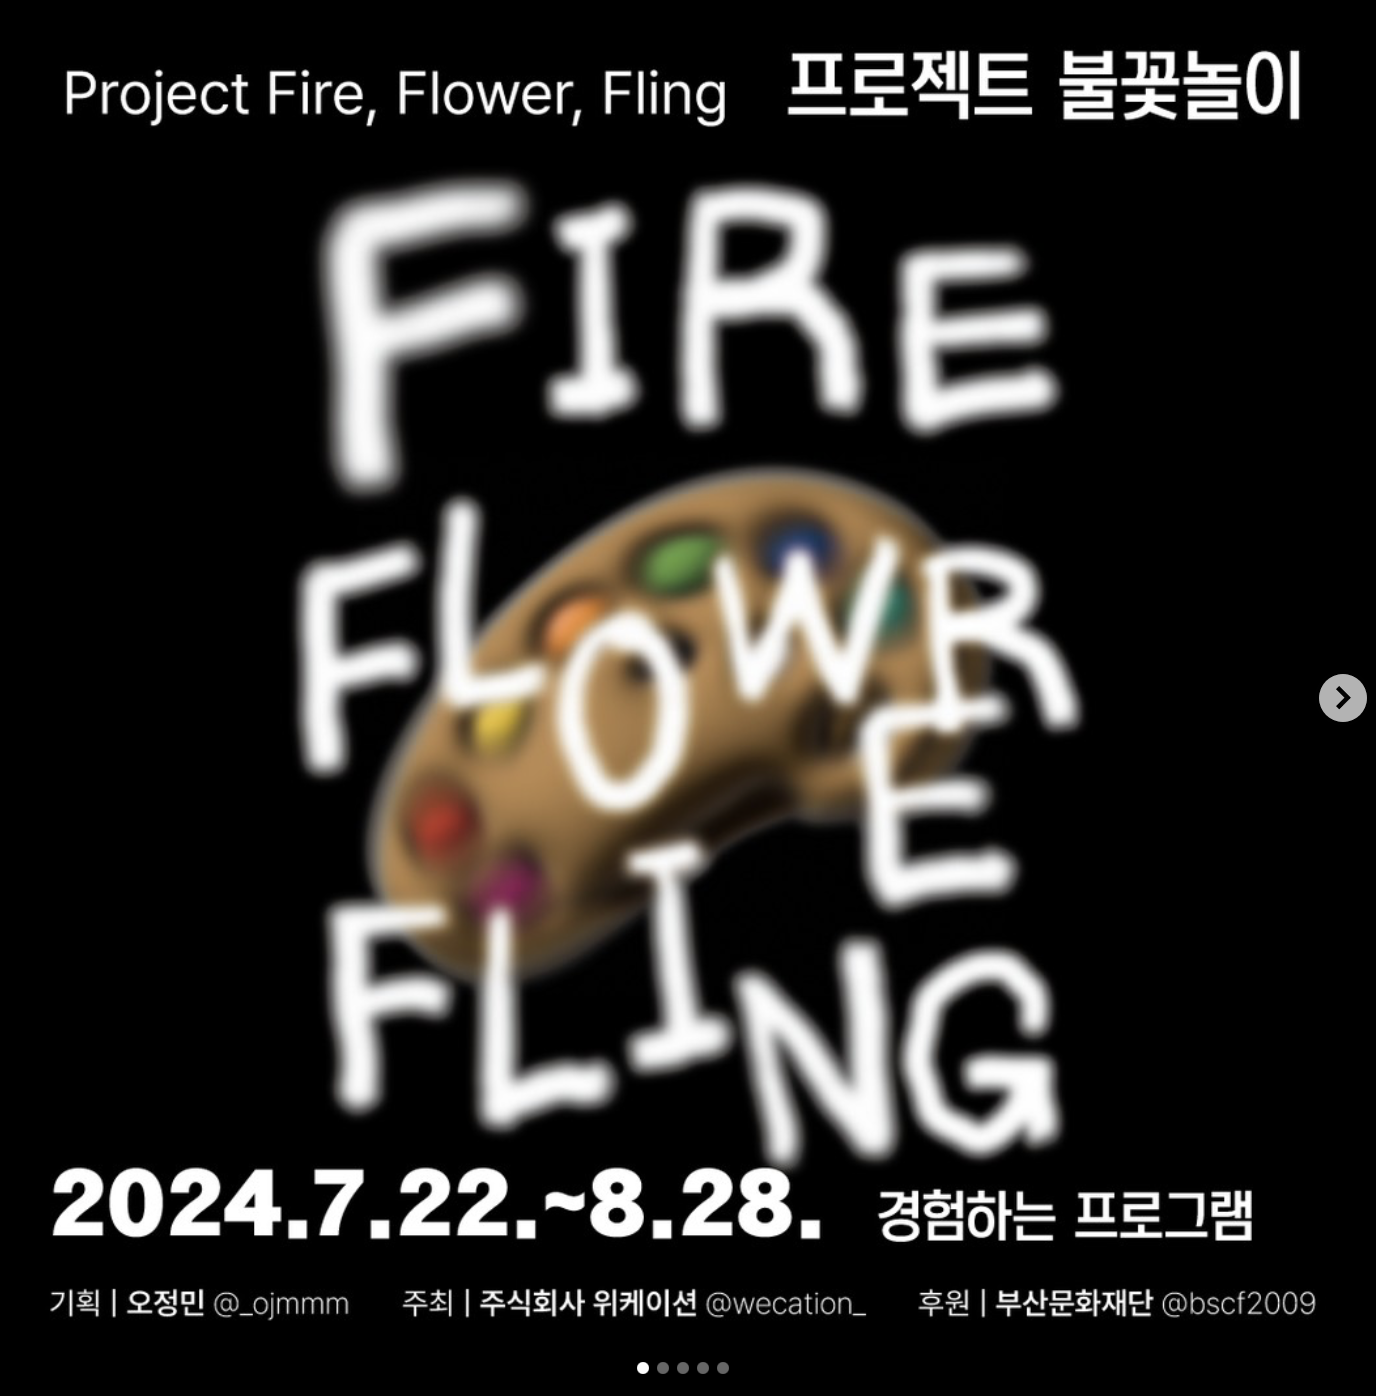 Project Fire, Flower, Fling 프로젝트 불꽃놀이
FIRE
FLOWER
FLING
2024.7.22.~8.28. 경험하는 프로그램
기획 | 오정민 @_ojmmm 주최 | 주식회사 위케이션 @wecation_ 후원 | 부산문화재단 @bscf2009